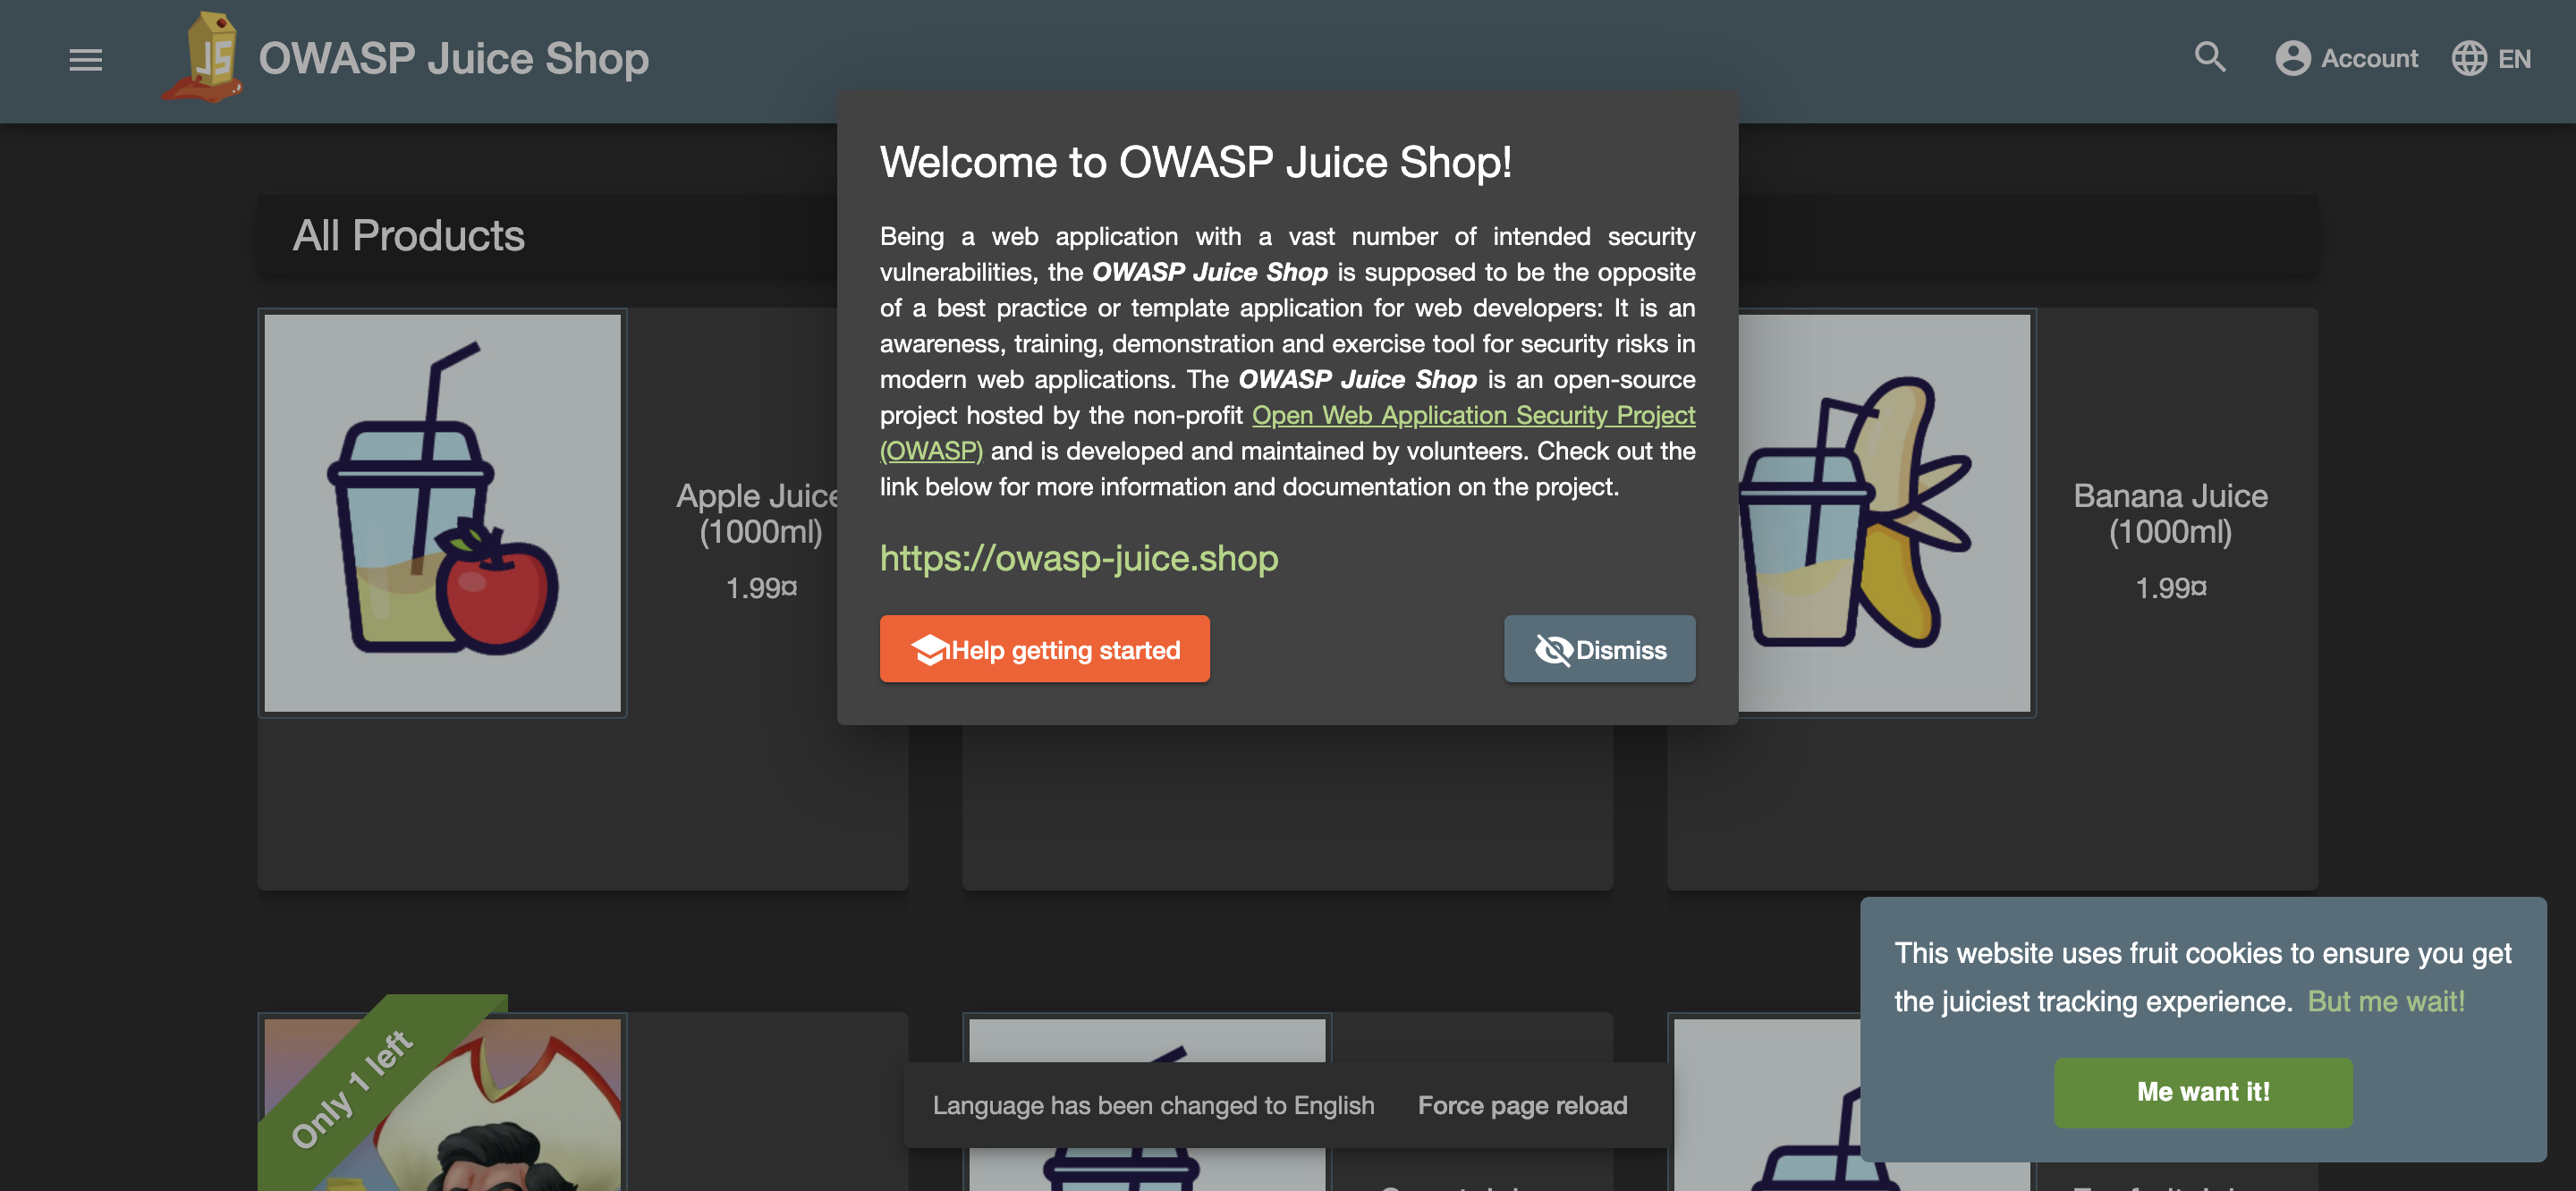 JS
OWASP Juice Shop
Account
EN
All Products
Welcome to OWASP Juice Shop!
Being a web application with a vast number of intended security
vulnerabilities, the OWASP Juice Shop is supposed to be the opposite
of a best practice or template application for web developers: It is an
awareness, training, demonstration and exercise tool for security risks in
modern web applications. The OWASP Juice Shop is an open-source
project hosted by the non-profit Open Web Application Security Project
(OWASP) and is developed and maintained by volunteers. Check out the
link below for more information and documentation on the project.
https://owasp-juice.shop
Help getting started
Dismiss
Apple Juice
(1000ml)
1.99¤
Banana Juice
(1000ml)
1.99¤
Only 1 left
Language has been changed to English
Force page reload
This website uses fruit cookies to ensure you get
the juiciest tracking experience. But me wait!
Me want it!